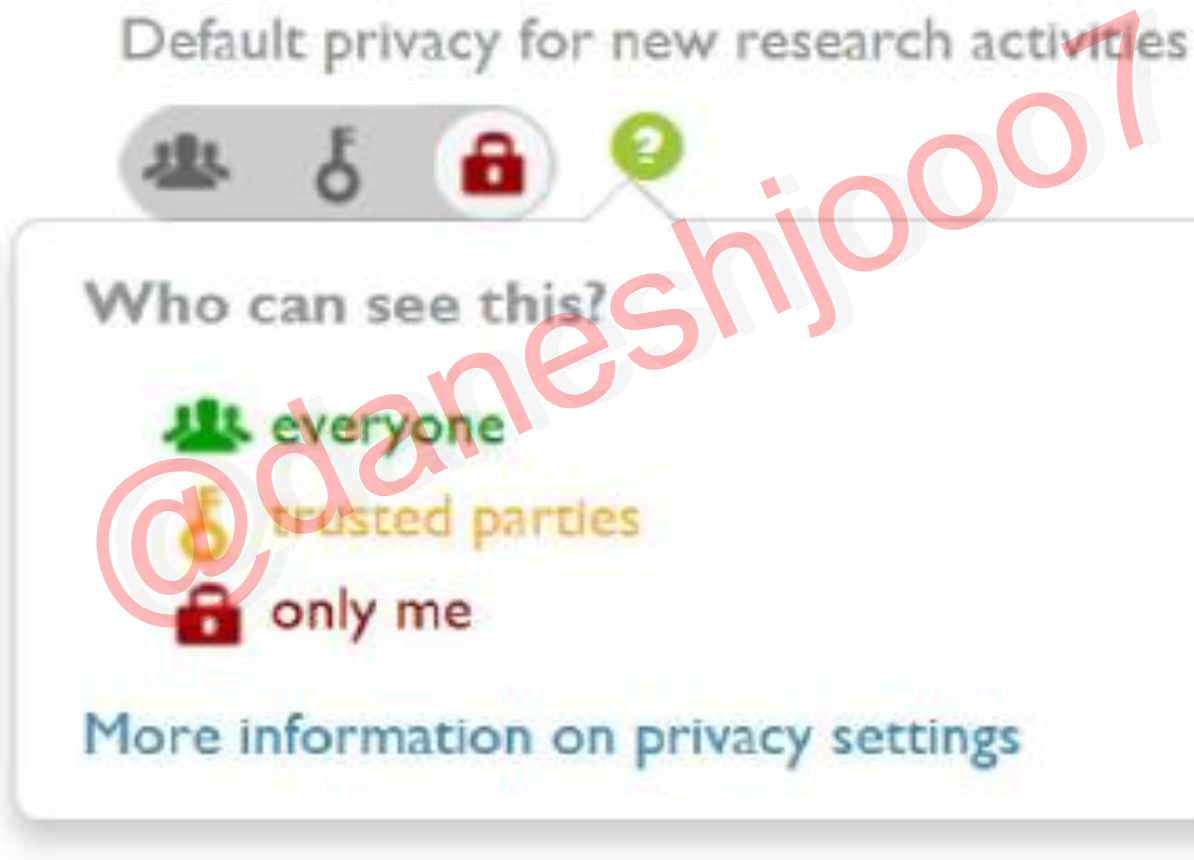 Default privacy for new research activities
?
Who can see this?
everyone
trusted parties
only me
More information on privacy settings
@daneshjooo7